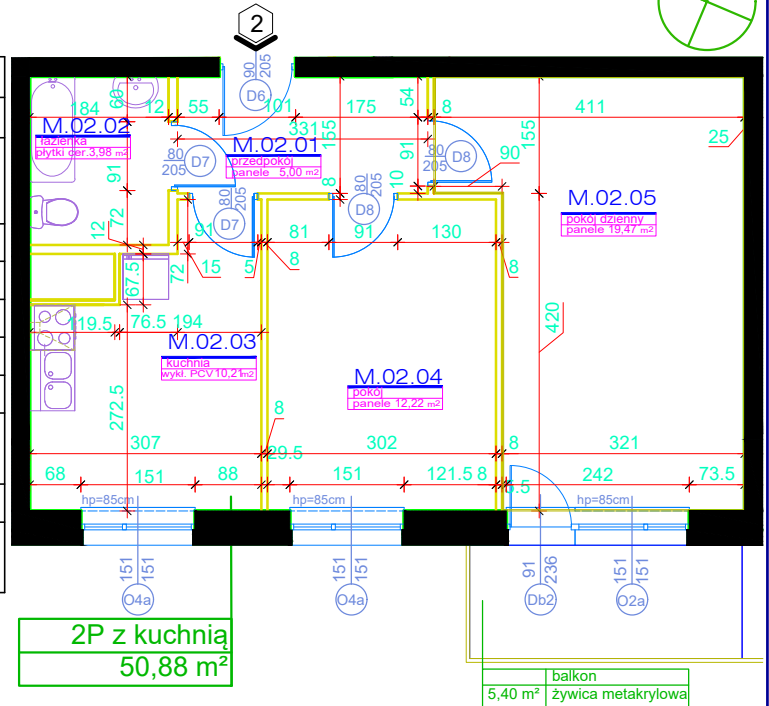 2
90
205
D6
184
60
12
55
101
175
54
8
411
M.02.02
łazienka
płytki cer.3,98 m²
80
205
D7
331
M.02.01
przedpokój
panele 5,00 m²
155
91
80
205
D8
90
155
25
91
72
12
80
205
D7
8
80
205
D8
10
M.02.05
pokój dzienny
panele 19,47 m²
91
81
91
130
15
5
8
8
67.5
72
420
119.5
76.5
194
M.02.03
kuchnia
wykł. PCV10,21m2
M.02.04
pokój
panele 12,22 m²
272.5
8
307
29.5
302
8
321
68
151
88
151
121.5
8
5.5
242
73.5
hp=85cm
hp=85cm
hp=85cm
151
151
O4a
151
151
O4a
91
236
Db2
151
151
O2a
2P z kuchnią
50,88 m²
balkon
5,40 m²
żywica metakrylowa